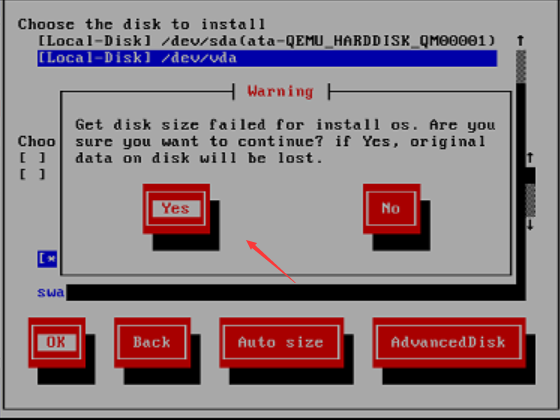 Choose the disk to install
[Local-Disk] /dev/sda(ata-QEMU_HARDDISK_QM00001)
[Local-Disk] /dev/vda
Warning
Get disk size failed for install os. Are you
sure you want to continue? if Yes, original
data on disk will be lost.
Choo
[ ]
[ ]
Yes
No
[*
swa
OK
Back
Auto size
AdvancedDisk